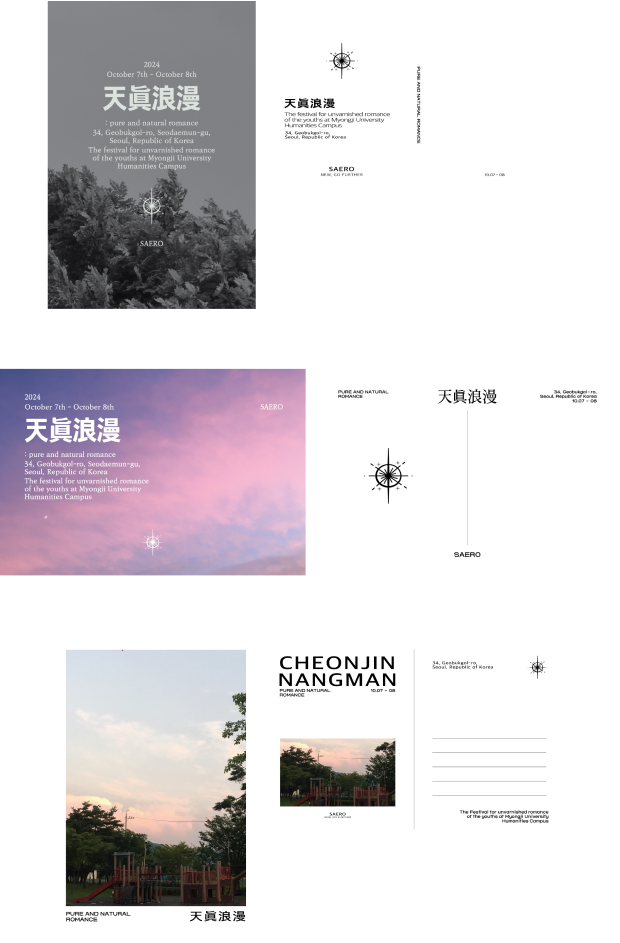 2024
October 7th - October 8th
天眞浪漫
: pure and natural romance
34, Geobukgol-ro, Seodaemun-gu,
Seoul, Republic of Korea
The festival for unvarnished romance
of the youths at Myongji University
Humanities Campus
SAERO
天眞浪漫
The festival for unvarnished romance
of the youths at Myongji University
Humanities Campus
34, Geobukgol-ro,
Seoul, Republic of Korea
SAERO
NEW, GO FURTHER
PURE AND NATURAL ROMANCE
10.07 - 08
2024
October 7th - October 8th
SAERO
天眞浪漫
: pure and natural romance
34, Geobukgol-ro, Seodaemun-gu,
Seoul, Republic of Korea
The festival for unvarnished romance
of the youths at Myongji University
Humanities Campus
PURE AND NATURAL
ROMANCE
天眞浪漫
34, Geobukgol-ro,
Seoul, Republic of Korea
10.07 - 08
SAERO
PURE AND NATURAL
ROMANCE
天眞浪漫
CHEONJIN
NANGMAN
PURE AND NATURAL
ROMANCE
10.07 - 08
SAERO
34, Geobukgol-ro,
Seoul, Republic of Korea
The Festival for unvarnished romance
of the youths at Myongji University
Humanities Campus